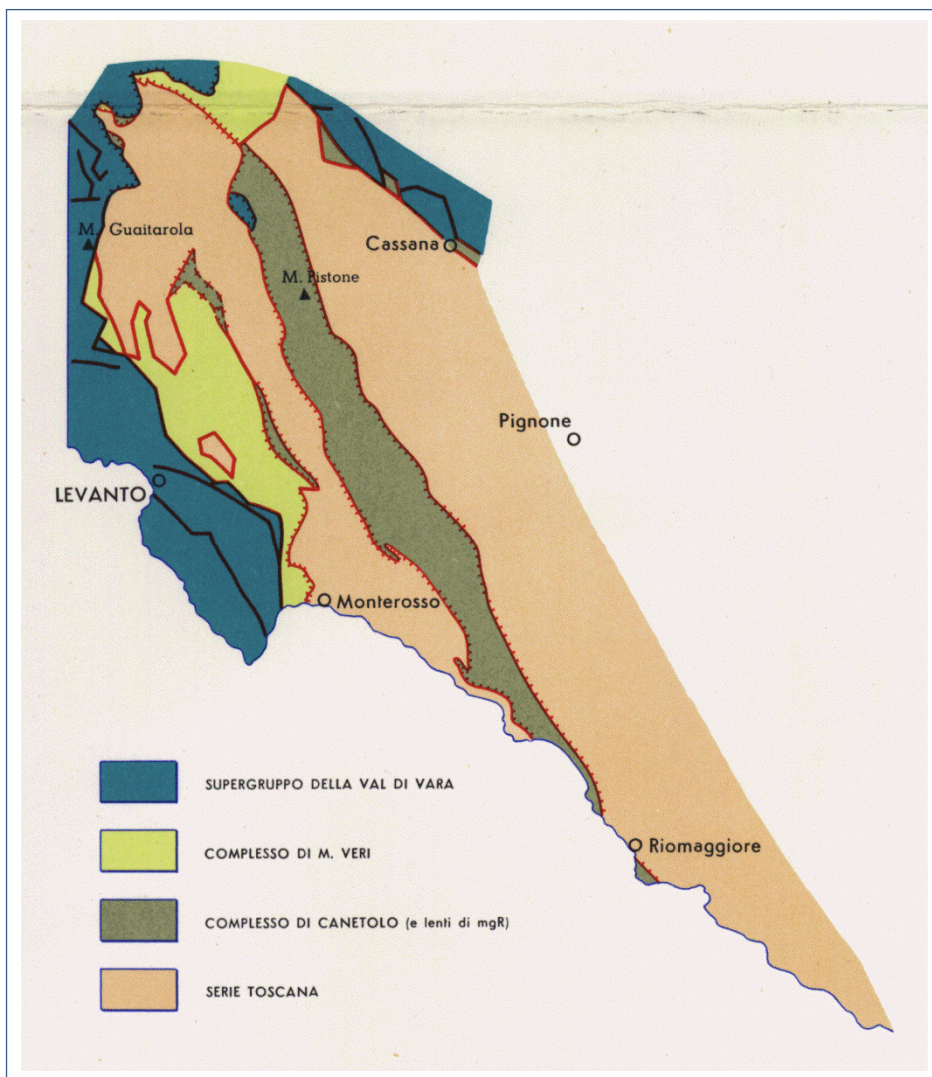 M. Guaitarola
Cassana
M. Pistone
Pignone
LEVANTO
Monterosso
SUPERGRUPPO DELLA VAL DI VARA
COMPLESSO DI M. VERI
Riomaggiore
COMPLESSO DI CANETOLO (e lenti di mgR)
SERIE TOSCANA